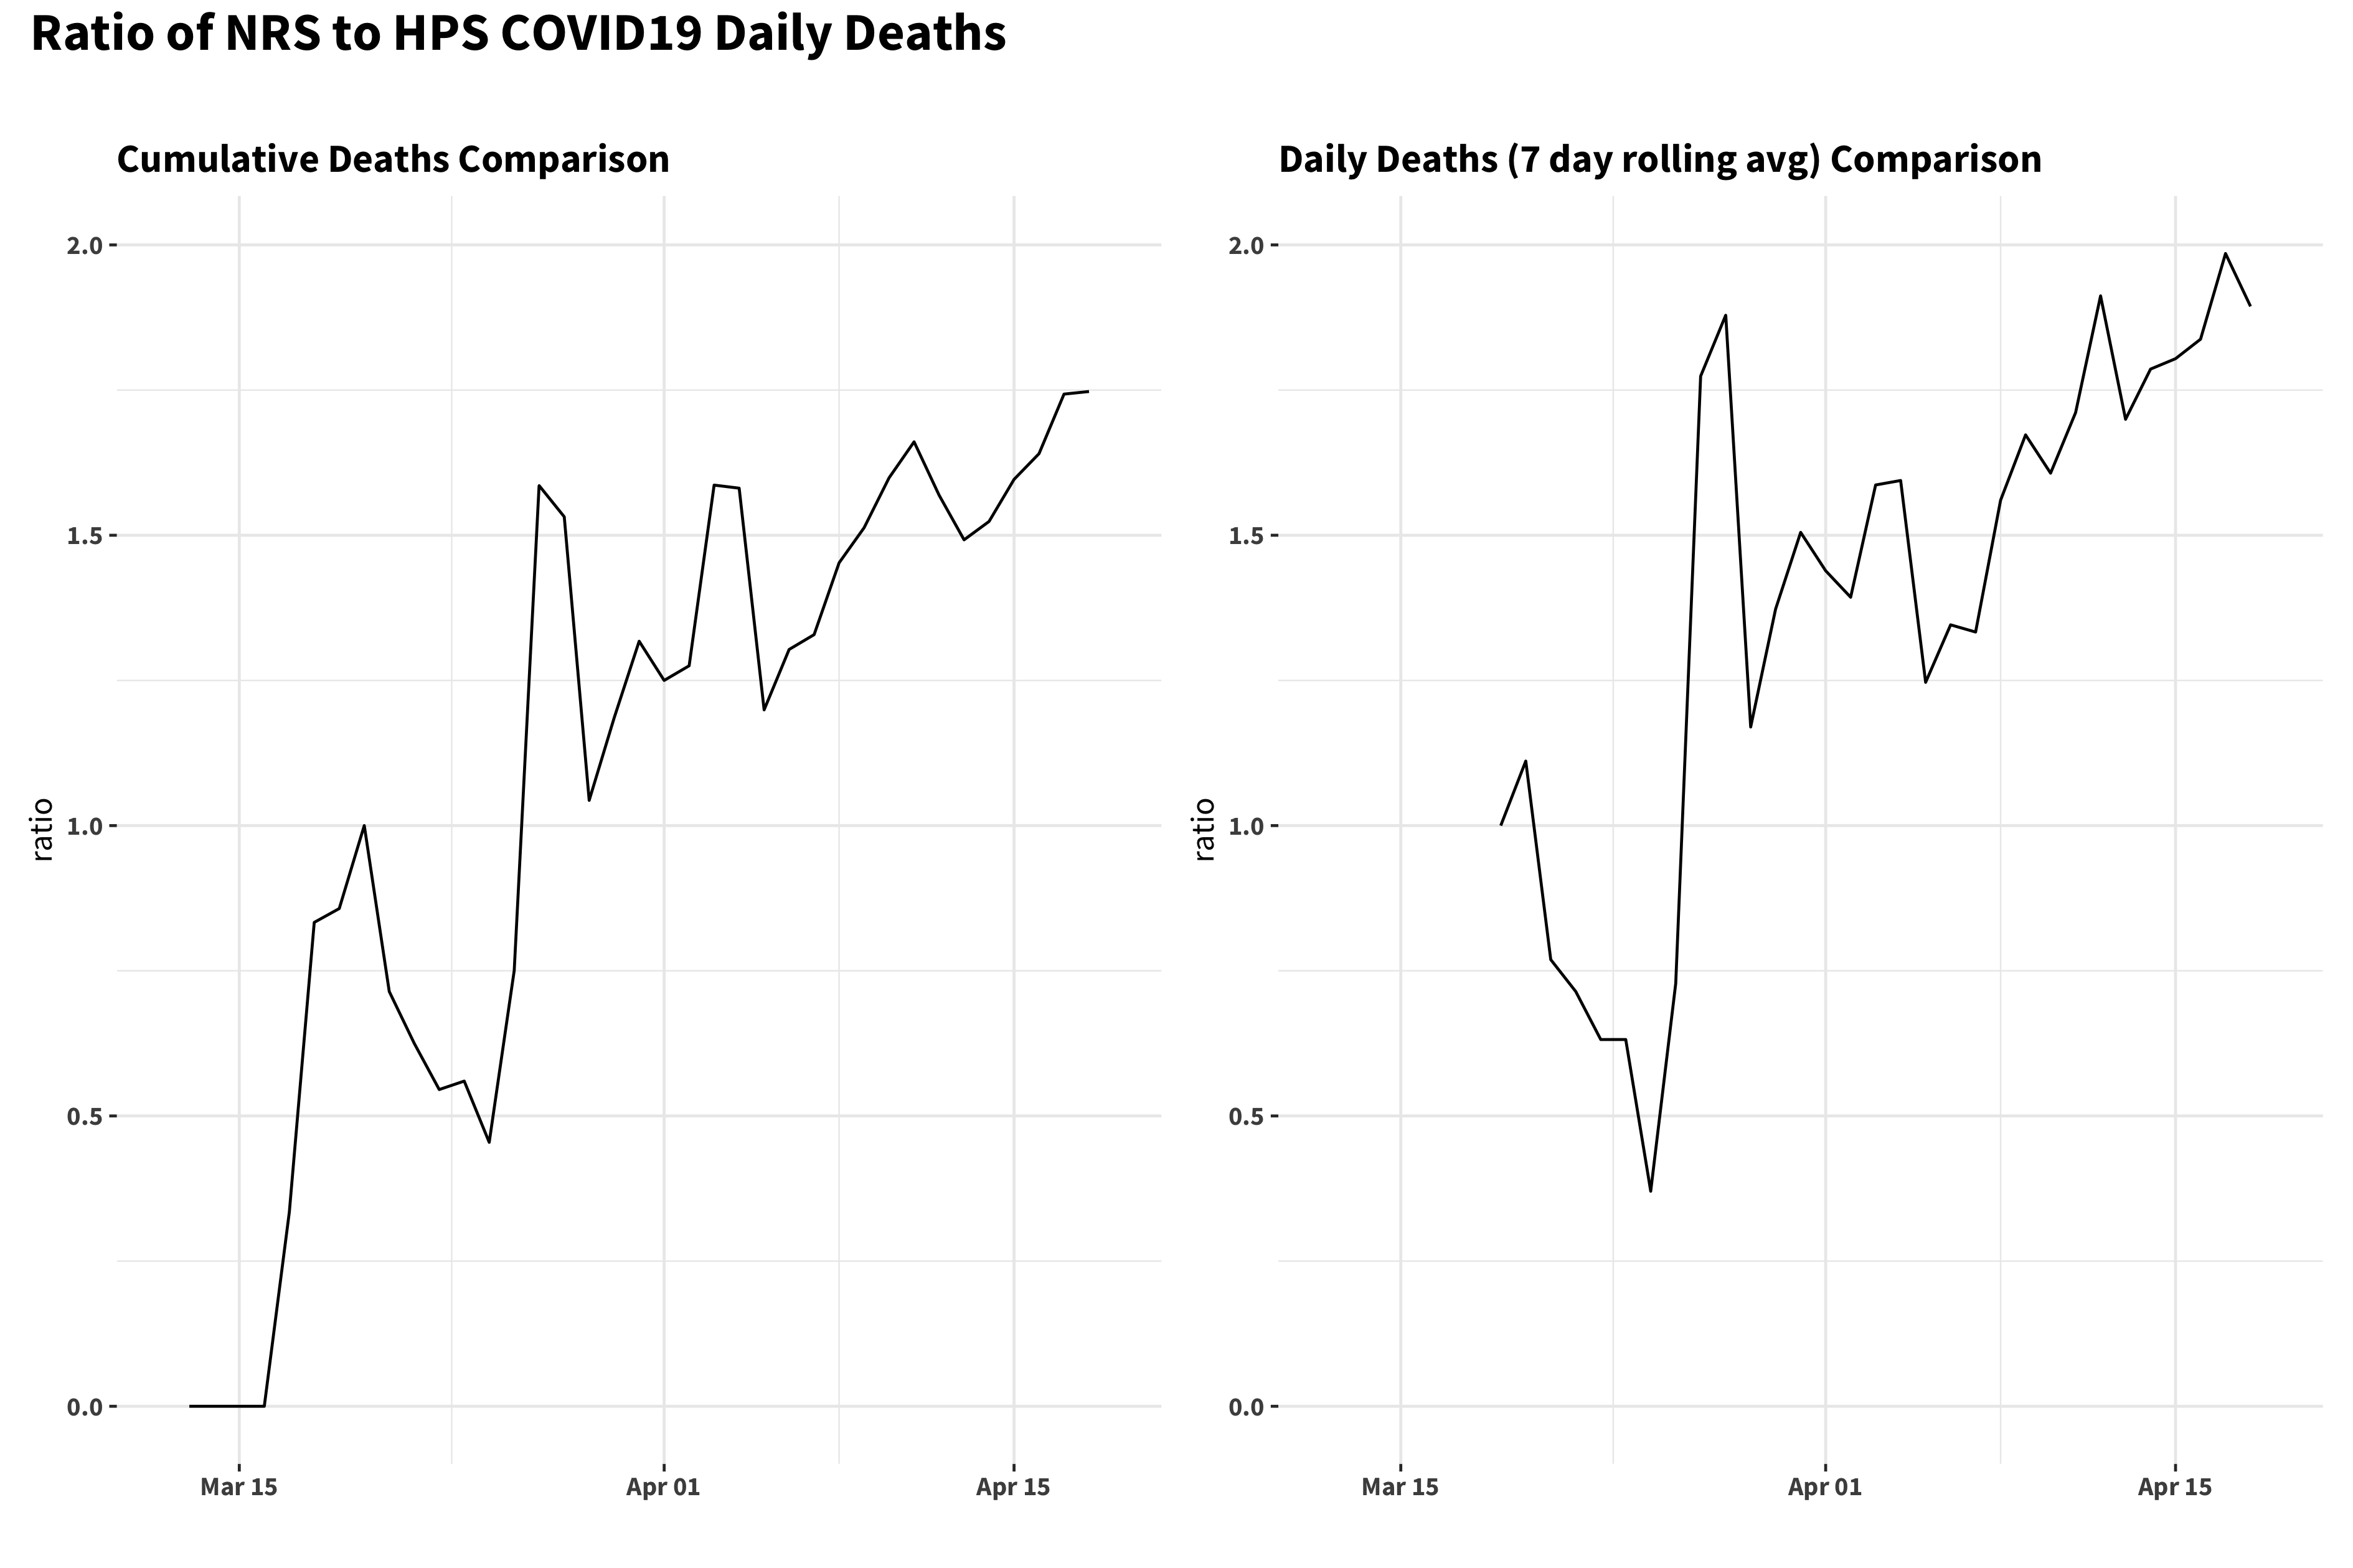 Ratio of NRS to HPS COVID19 Daily Deaths
Cumulative Deaths Comparison
2.0
1.5
1.0
0.5
0.0
ratio
Mar 15 Apr 01 Apr 15
Daily Deaths (7 day rolling avg) Comparison
2.0
1.5
1.0
0.5
0.0
ratio
Mar 15 Apr 01 Apr 15